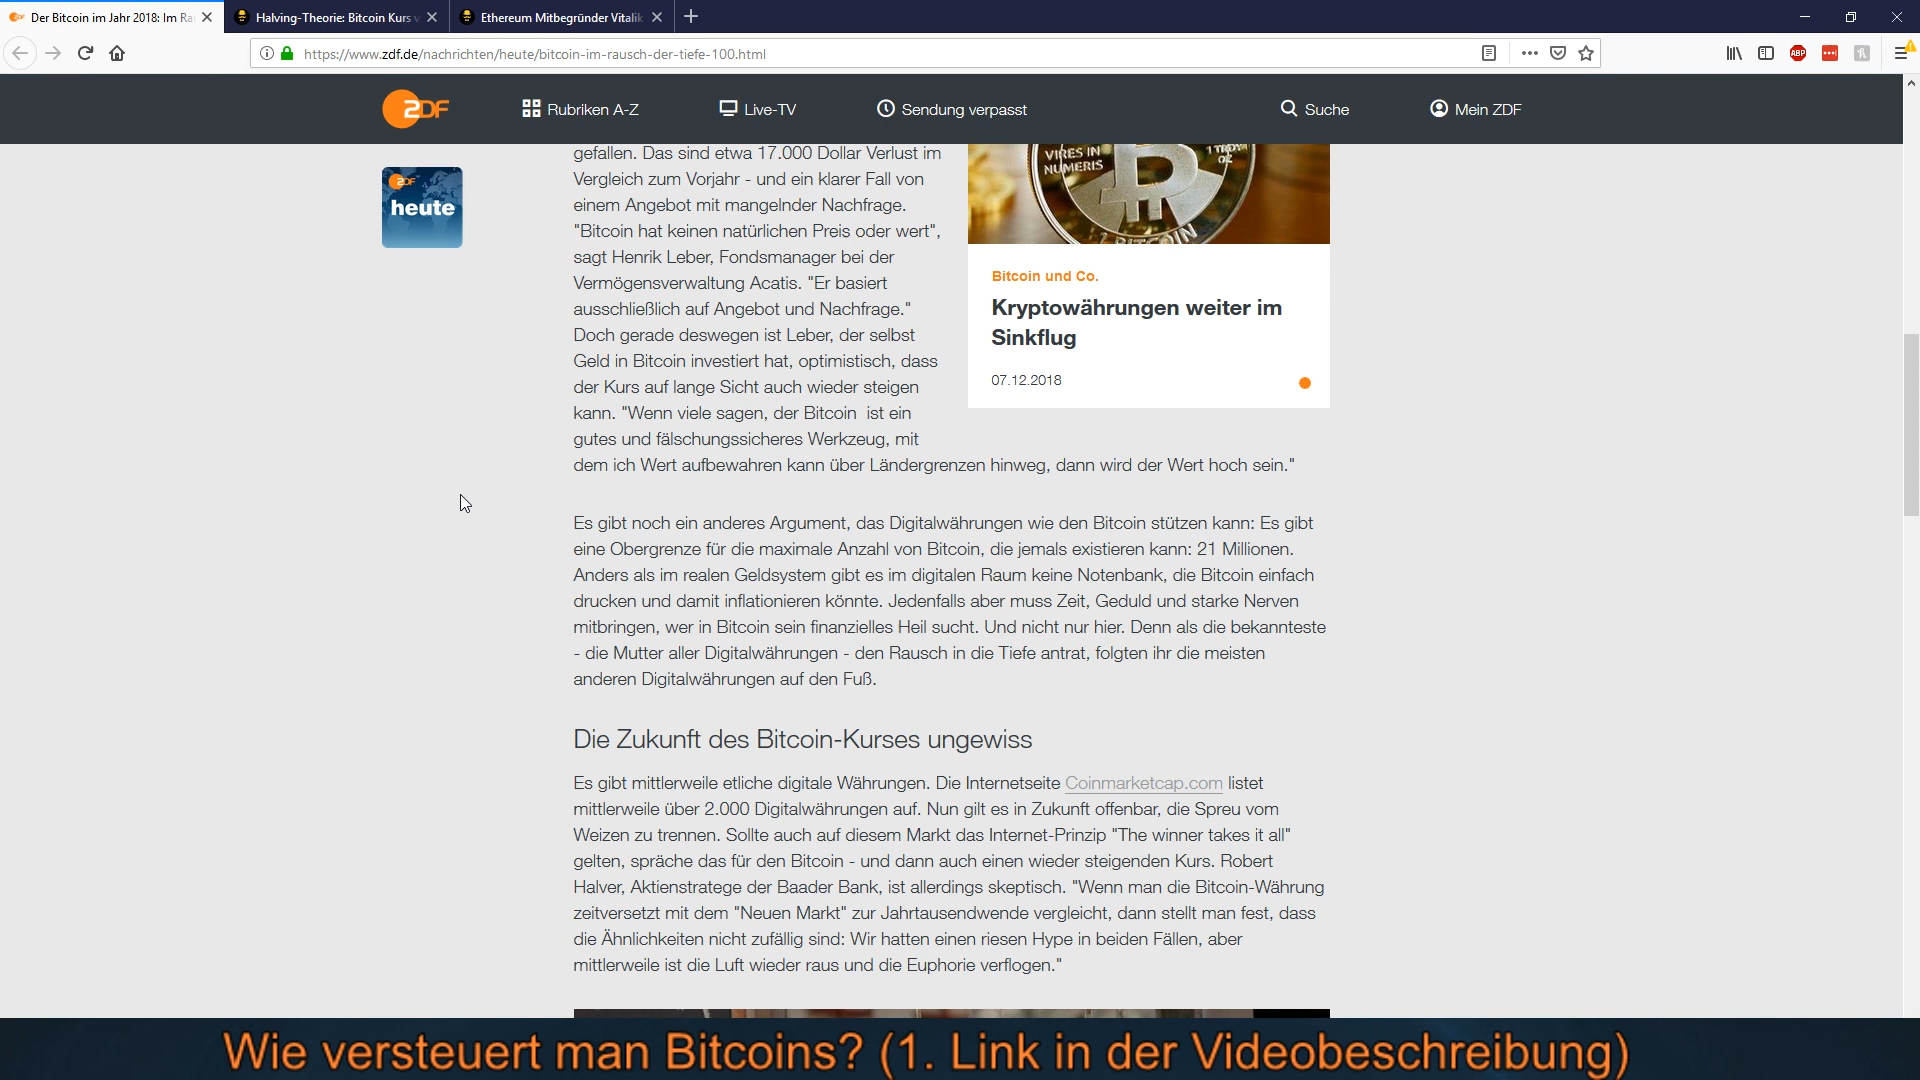 Der Bitcoin im Jahr 2018: Im Ra
Halving-Theorie: Bitcoin Kurs v
Ethereum Mitbegründer Vitalik
https://www.zdf.de/nachrichten/heute/bitcoin-im-rausch-der-tiefe-100.html
ABP
ZDF
Rubriken A-Z
Live-TV
Sendung verpasst
Suche
Mein ZDF
ZDF
heute
gefallen. Das sind etwa 17.000 Dollar Verlust im
Vergleich zum Vorjahr - und ein klarer Fall von
einem Angebot mit mangelnder Nachfrage.
"Bitcoin hat keinen natürlichen Preis oder wert",
sagt Henrik Leber, Fondsmanager bei der
Vermögensverwaltung Acatis. "Er basiert
ausschließlich auf Angebot und Nachfrage."
Doch gerade deswegen ist Leber, der selbst
Geld in Bitcoin investiert hat, optimistisch, dass
der Kurs auf lange Sicht auch wieder steigen
kann. "Wenn viele sagen, der Bitcoin  ist ein
gutes und fälschungssicheres Werkzeug, mit
dem ich Wert aufbewahren kann über Ländergrenzen hinweg, dann wird der Wert hoch sein."
VIRES IN
NUMERIS
1 TROY
OZ
BITCOIN
Bitcoin und Co.
Kryptowährungen weiter im
Sinkflug
07.12.2018
Es gibt noch ein anderes Argument, das Digitalwährungen wie den Bitcoin stützen kann: Es gibt
eine Obergrenze für die maximale Anzahl von Bitcoin, die jemals existieren kann: 21 Millionen.
Anders als im realen Geldsystem gibt es im digitalen Raum keine Notenbank, die Bitcoin einfach
drucken und damit inflationieren könnte. Jedenfalls aber muss Zeit, Geduld und starke Nerven
mitbringen, wer in Bitcoin sein finanzielles Heil sucht. Und nicht nur hier. Denn als die bekannteste
- die Mutter aller Digitalwährungen - den Rausch in die Tiefe antrat, folgten ihr die meisten
anderen Digitalwährungen auf den Fuß.
Die Zukunft des Bitcoin-Kurses ungewiss
Es gibt mittlerweile etliche digitale Währungen. Die Internetseite Coinmarketcap.com listet
mittlerweile über 2.000 Digitalwährungen auf. Nun gilt es in Zukunft offenbar, die Spreu vom
Weizen zu trennen. Sollte auch auf diesem Markt das Internet-Prinzip "The winner takes it all"
gelten, spräche das für den Bitcoin - und dann auch einen wieder steigenden Kurs. Robert
Halver, Aktienstratege der Baader Bank, ist allerdings skeptisch. "Wenn man die Bitcoin-Währung
zeitversetzt mit dem "Neuen Markt" zur Jahrtausendwende vergleicht, dann stellt man fest, dass
die Ähnlichkeiten nicht zufällig sind: Wir hatten einen riesen Hype in beiden Fällen, aber
mittlerweile ist die Luft wieder raus und die Euphorie verflogen."
Wie versteuert man Bitcoins? (1. Link in der Videobeschreibung)